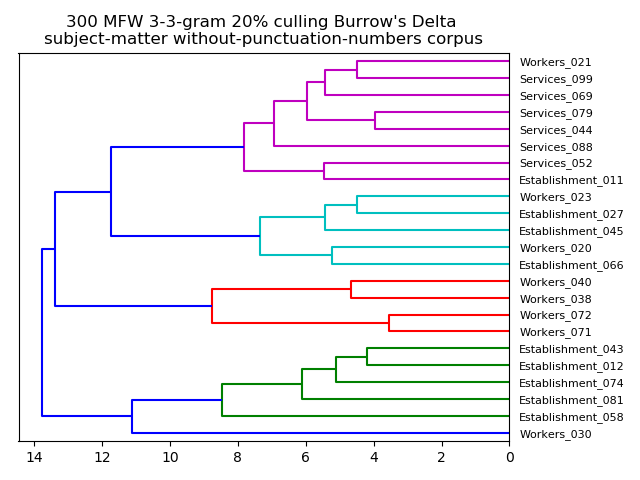 300 MFW 3-3-gram 20% culling Burrow's Delta
subject-matter without-punctuation-numbers corpus
Workers_021
Services_099
Services_069
Services_079
Services_044
Services_088
Services_052
Establishment_011
Workers_023
Establishment_027
Establishment_045
Workers_020
Establishment_066
Workers_040
Workers_038
Workers_072
Workers_071
Establishment_043
Establishment_012
Establishment_074
Establishment_081
Establishment_058
Workers_030
14 12 10 8 6 4 2 0